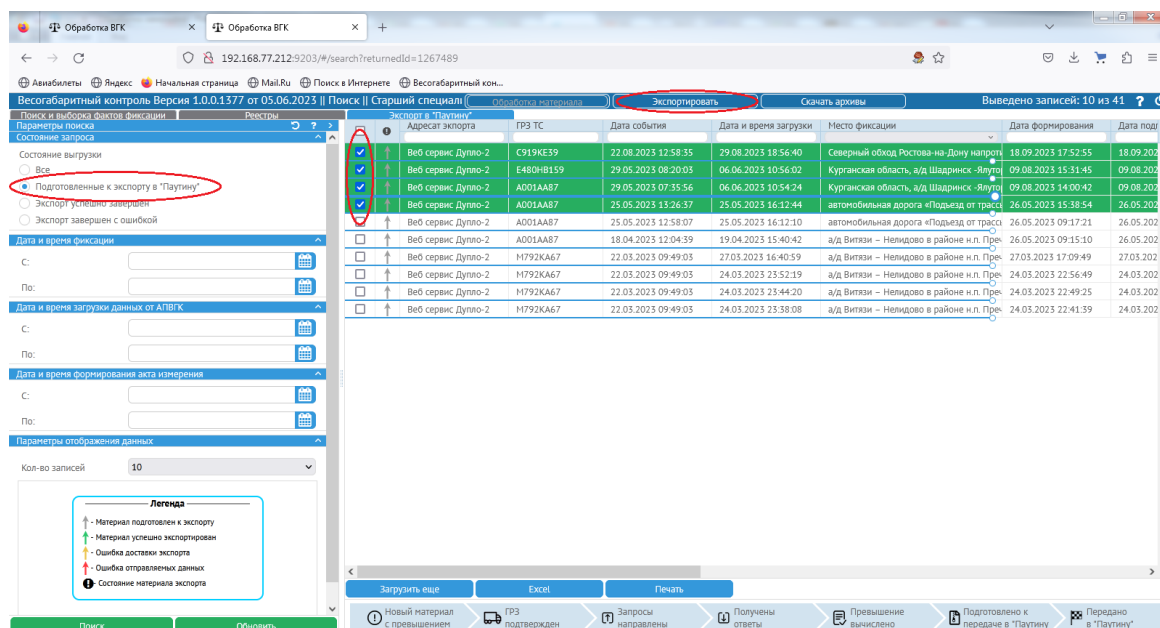 Обработка ВГК
Обработка ВГК
192.168.77.212:9203/#/search?returnedId=1267489
Авиабилеты Яндекс Начальная страница Mail.Ru Поиск в Интернете Весогабаритный кон...
Весогабаритный контроль Версия 1.0.0.1377 от 05.06.2023 || Поиск || Старший специалі Обработка материала Экспортировать Скачать архивы Выведено записей: 10 из 41 ?
Поиск и выборка фактов фиксации Реестры Экспорт в "Паутину"
Параметры поиска ? >
Состояние запроса
Адресат экпорта ГРЗ ТС Дата события Дата и время загрузки Место фиксации Дата формирования Дата подг
Состояние выгрузки
Все
Подготовленные к экспорту в "Паутину"
Экспорт успешно завершен
Экспорт завершен с ошибкой
Дата и время фиксации
С:
По:
Дата и время загрузки данных от АПВГК
С:
По:
Дата и время формирования акта измерения
С:
По:
Параметры отображения данных
Кол-во записей 10
Легенда
- Материал подготовлен к экспорту
- Материал успешно экспортирован
- Ошибка доставки экспорта
- Ошибка отправляемых данных
- Состояние материала экспорта
Поиск Обновить
Веб сервис Дупло-2 С919КЕ39 22.08.2023 12:58:35 29.08.2023 18:56:40 Северный обход Ростова-на-Дону напроти 18.09.2023 17:52:55 18.09.202
Веб сервис Дупло-2 Е480НВ159 29.05.2023 08:20:03 06.06.2023 10:56:02 Курганская область, а/д Шадринск -Ялуто 09.08.2023 15:31:45 09.08.202
Веб сервис Дупло-2 А001АА87 29.05.2023 07:35:56 06.06.2023 10:54:24 Курганская область, а/д Шадринск -Ялуто 09.08.2023 14:00:42 09.08.202
Веб сервис Дупло-2 А001АА87 25.05.2023 13:26:37 25.05.2023 16:12:44 автомобильная дорога «Подъезд от трасс 26.05.2023 15:38:54 26.05.202
Веб сервис Дупло-2 А001АА87 25.05.2023 12:58:07 25.05.2023 16:12:10 автомобильная дорога «Подъезд от трассі 26.05.2023 09:17:21 26.05.202
Веб сервис Дупло-2 А001АА87 18.04.2023 12:04:39 19.04.2023 15:40:42 а/д Витязи – Нелидово в районе н.п. Преч 26.05.2023 09:15:10 26.05.202
Веб сервис Дупло-2 М792КА67 22.03.2023 09:49:03 27.03.2023 16:40:59 а/д Витязи – Нелидово в районе н.п. Преч 27.03.2023 17:09:49 27.03.202
Веб сервис Дупло-2 М792КА67 22.03.2023 09:49:03 24.03.2023 23:52:19 а/д Витязи – Нелидово в районе н.п. Преч 24.03.2023 22:56:49 24.03.202
Веб сервис Дупло-2 М792КА67 22.03.2023 09:49:03 24.03.2023 23:44:20 а/д Витязи – Нелидово в районе н.п. Преч 24.03.2023 22:49:25 24.03.202
Веб сервис Дупло-2 М792КА67 22.03.2023 09:49:03 24.03.2023 23:38:08 а/д Витязи – Нелидово в районе н.п. Преч 24.03.2023 22:41:39 24.03.202
Загрузить еще Excel Печать
Новый материал с превышением
ГРЗ подтвержден
Запросы направлены
Получены ответы
Превышение вычислено
Подготовлено к передаче в "Паутину"
Передано в "Паутину"